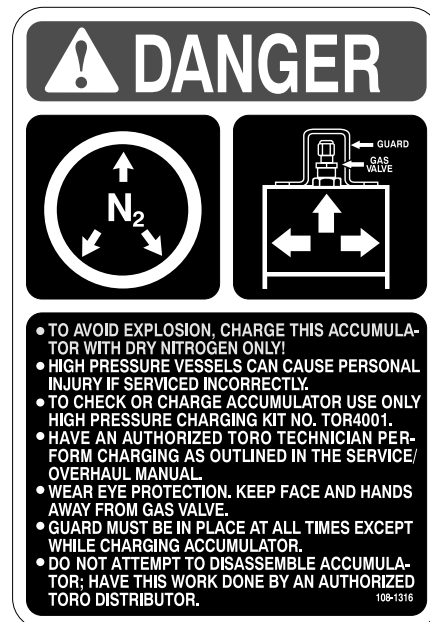 DANGER
N₂
GUARD
GAS
VALVE
• TO AVOID EXPLOSION, CHARGE THIS ACCUMULA-
TOR WITH DRY NITROGEN ONLY!
• HIGH PRESSURE VESSELS CAN CAUSE PERSONAL
INJURY IF SERVICED INCORRECTLY.
• TO CHECK OR CHARGE ACCUMULATOR USE ONLY
HIGH PRESSURE CHARGING KIT NO. TOR4001.
• HAVE AN AUTHORIZED TORO TECHNICIAN PER-
FORM CHARGING AS OUTLINED IN THE SERVICE/
OVERHAUL MANUAL.
• WEAR EYE PROTECTION. KEEP FACE AND HANDS
AWAY FROM GAS VALVE.
• GUARD MUST BE IN PLACE AT ALL TIMES EXCEPT
WHILE CHARGING ACCUMULATOR.
• DO NOT ATTEMPT TO DISASSEMBLE ACCUMULA-
TOR; HAVE THIS WORK DONE BY AN AUTHORIZED
TORO DISTRIBUTOR. 108-1316